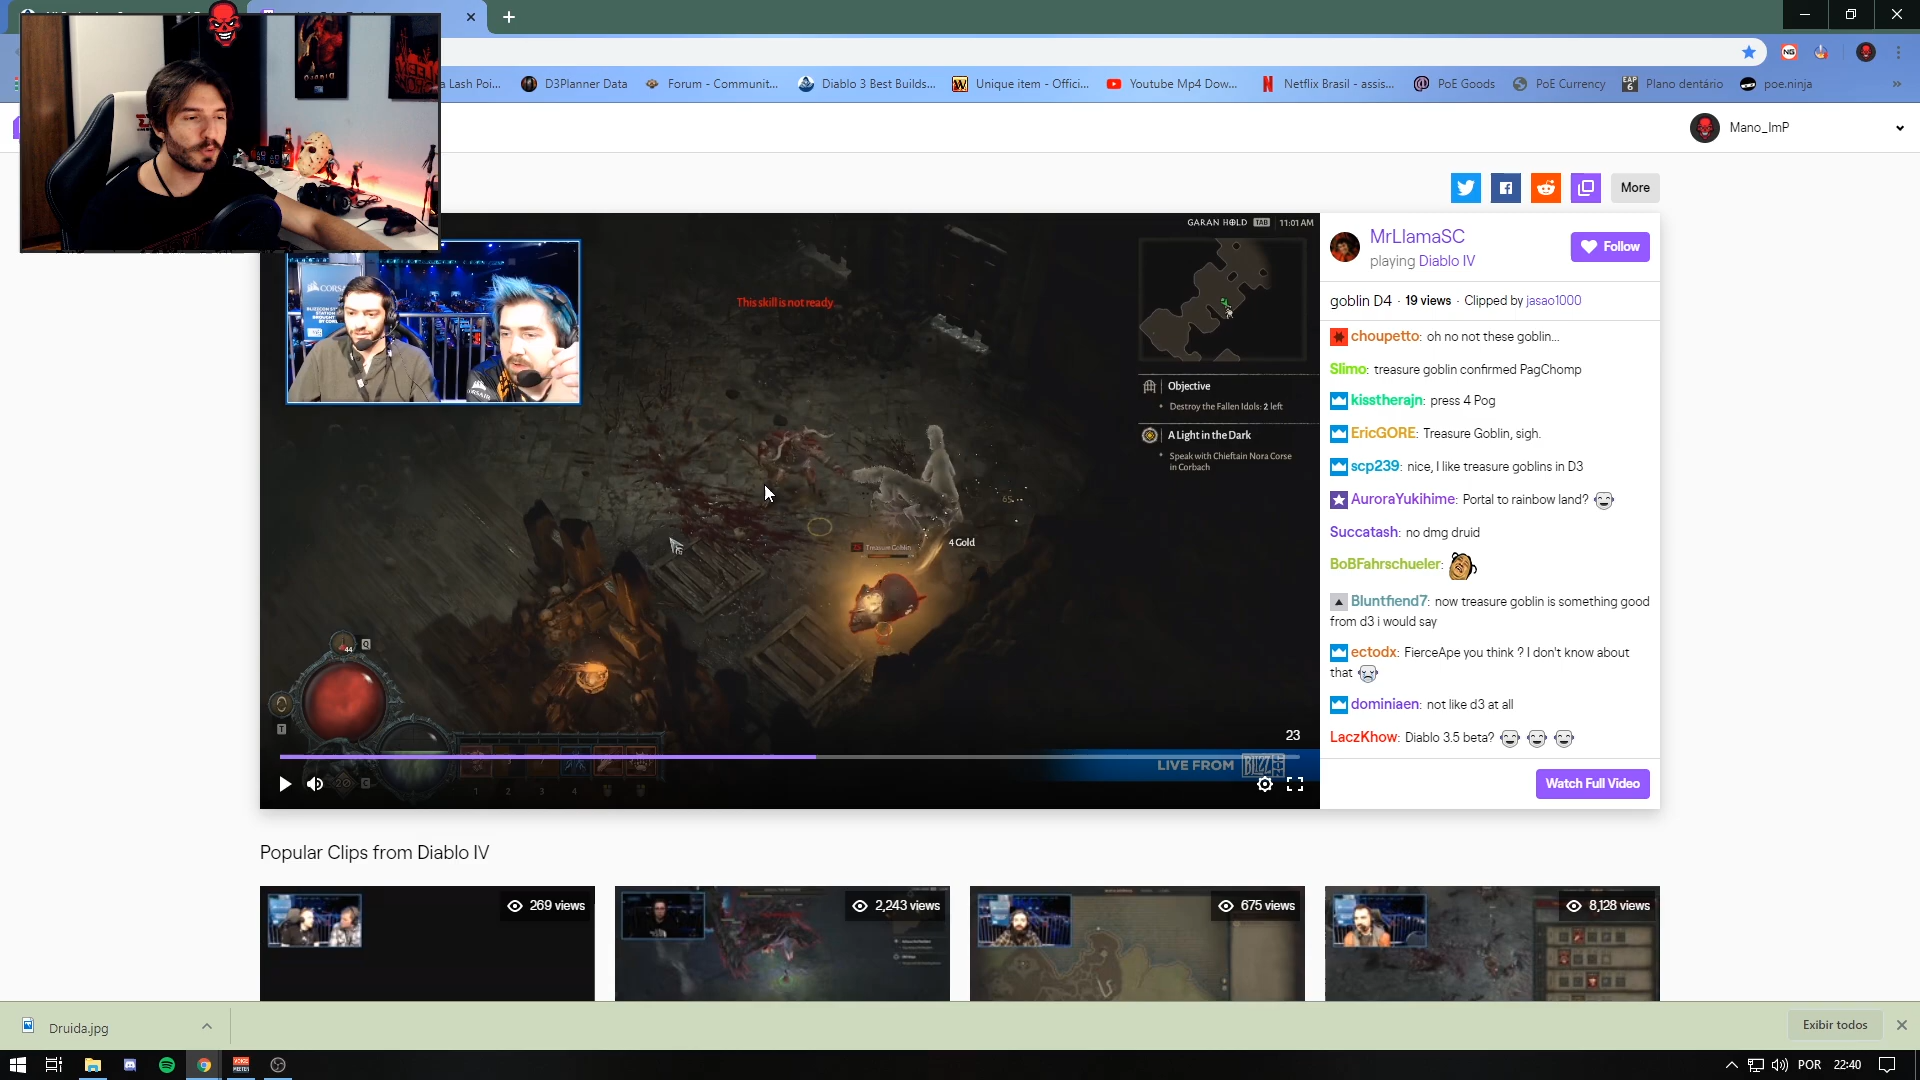 a Lash Poi...
D3Planner Data
Forum - Communit...
Diablo 3 Best Builds...
Unique item - Offici...
Youtube Mp4 Dow...
Netflix Brasil - assis...
PoE Goods
PoE Currency
Plano dentário
poe.ninja
Mano_ImP
More
GARAN HOLD TAB 11:01 AM
This skill is not ready
Objective
Destroy the Fallen Idols: 2 left
A Light in the Dark
Speak with Chieftain Nora Corse
in Corbach
4 Gold
Treasure Goblin
44 Q
T
23
LIVE FROM BLIZZCON
1 2 3 4
MrLlamaSC
playing Diablo IV
Follow
goblin D4 · 19 views · Clipped by jasao1000
choupetto: oh no not these goblin...
Slimo: treasure goblin confirmed PagChomp
kisstherajn: press 4 Pog
EricGORE: Treasure Goblin, sigh.
scp239: nice, I like treasure goblins in D3
AuroraYukihime: Portal to rainbow land?
Succatash: no dmg druid
BoBFahrschueler:
Bluntfiend7: now treasure goblin is something good
from d3 i would say
ectodx: FierceApe you think ? I don't know about
that
dominiaen: not like d3 at all
LaczKhow: Diablo 3.5 beta?
Watch Full Video
Popular Clips from Diablo IV
269 views
2,243 views
675 views
8,128 views
Druida.jpg
Exibir todos
POR 22:40